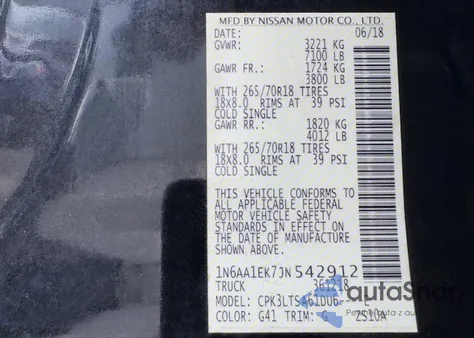 MFD BY NISSAN MOTOR CO., LTD.
DATE: 06/18
GVWR: 3221 KG
7100 LB
GAWR FR.: 1724 KG
3800 LB
WITH 265/70R18 TIRES
18X8.0 RIMS AT 39 PSI
COLD SINGLE
GAWR RR.: 1820 KG
4012 LB
WITH 265/70R18 TIRES
18X8.0 RIMS AT 39 PSI
COLD SINGLE
THIS VEHICLE CONFORMS TO
ALL APPLICABLE FEDERAL
MOTOR VEHICLE SAFETY
STANDARDS IN EFFECT ON
THE DATE OF MANUFACTURE
SHOWN ABOVE.
1N6AA1EK7JN542912
TRUCK 361218
MODEL:
COLOR: G41 TRIM: G 2S10A
autoSnap